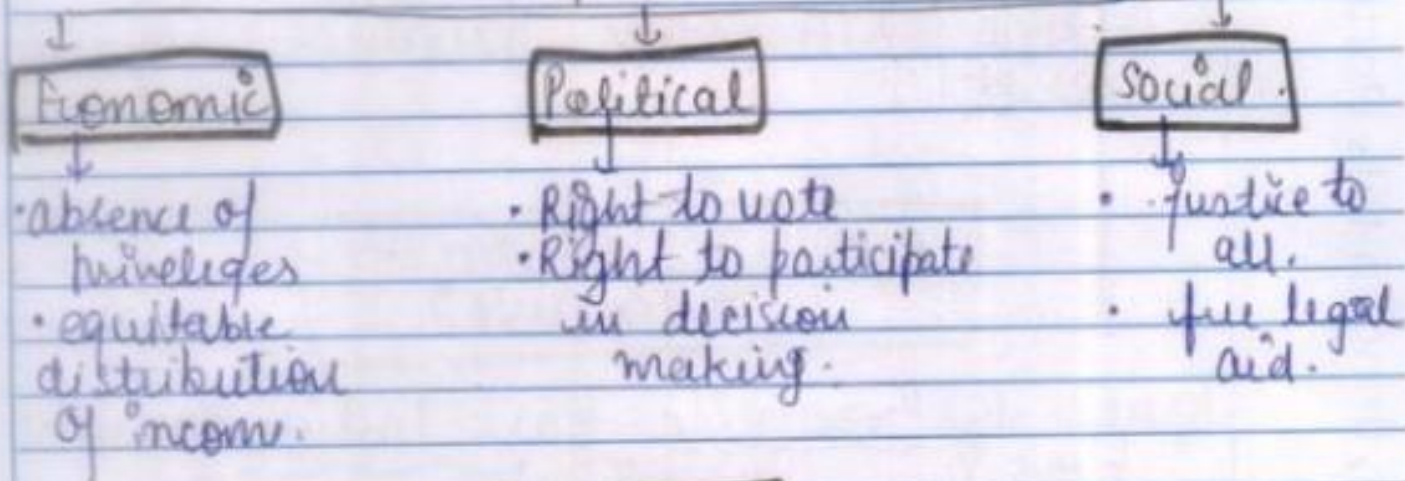 Economic
Political
Social.
• absence of
priveleges
• equitable
distribution
of income.
• Right to vote
• Right to participate
in decision
making.
• justice to
all.
• free legal
aid.